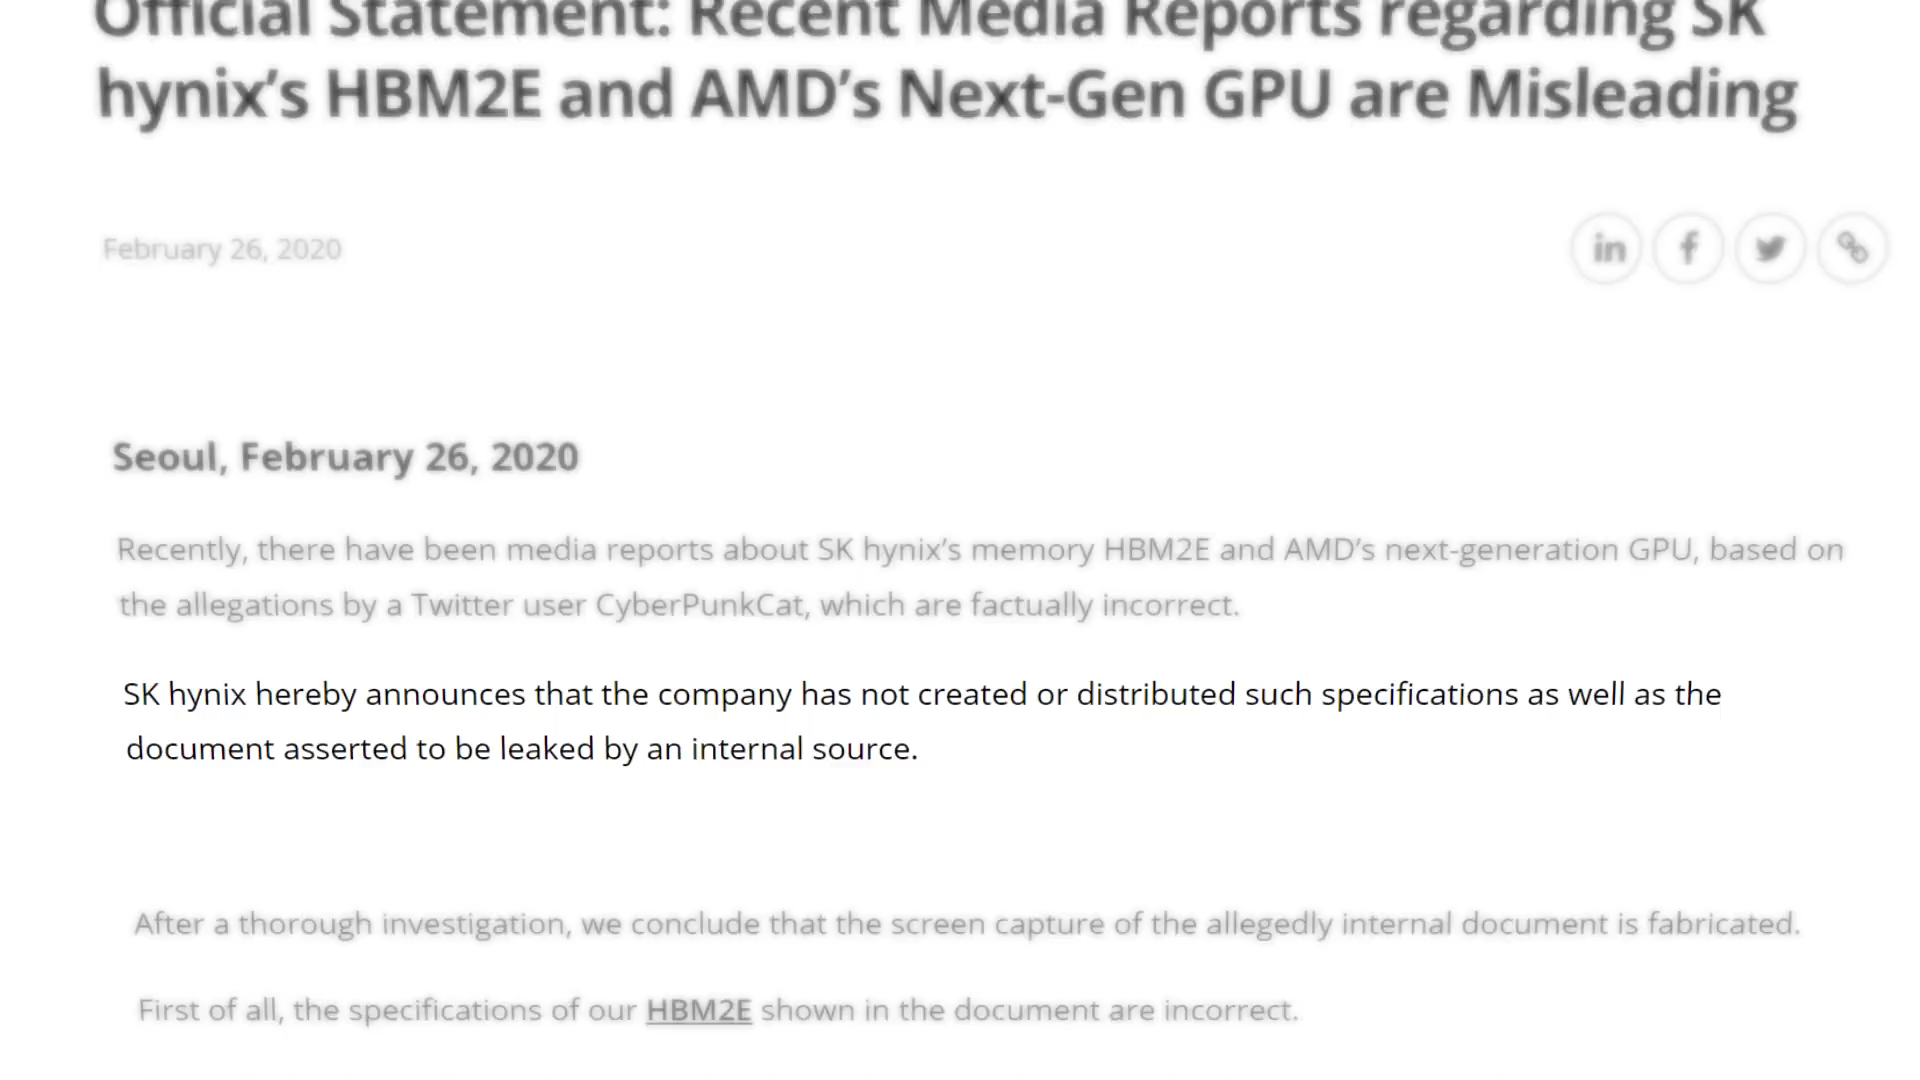 Official Statement: Recent Media Reports regarding SK
hynix’s HBM2E and AMD’s Next-Gen GPU are Misleading
February 26, 2020
Seoul, February 26, 2020
Recently, there have been media reports about SK hynix’s memory HBM2E and AMD’s next-generation GPU, based on
the allegations by a Twitter user CyberPunkCat, which are factually incorrect.
SK hynix hereby announces that the company has not created or distributed such specifications as well as the
document asserted to be leaked by an internal source.
After a thorough investigation, we conclude that the screen capture of the allegedly internal document is fabricated.
First of all, the specifications of our HBM2E shown in the document are incorrect.